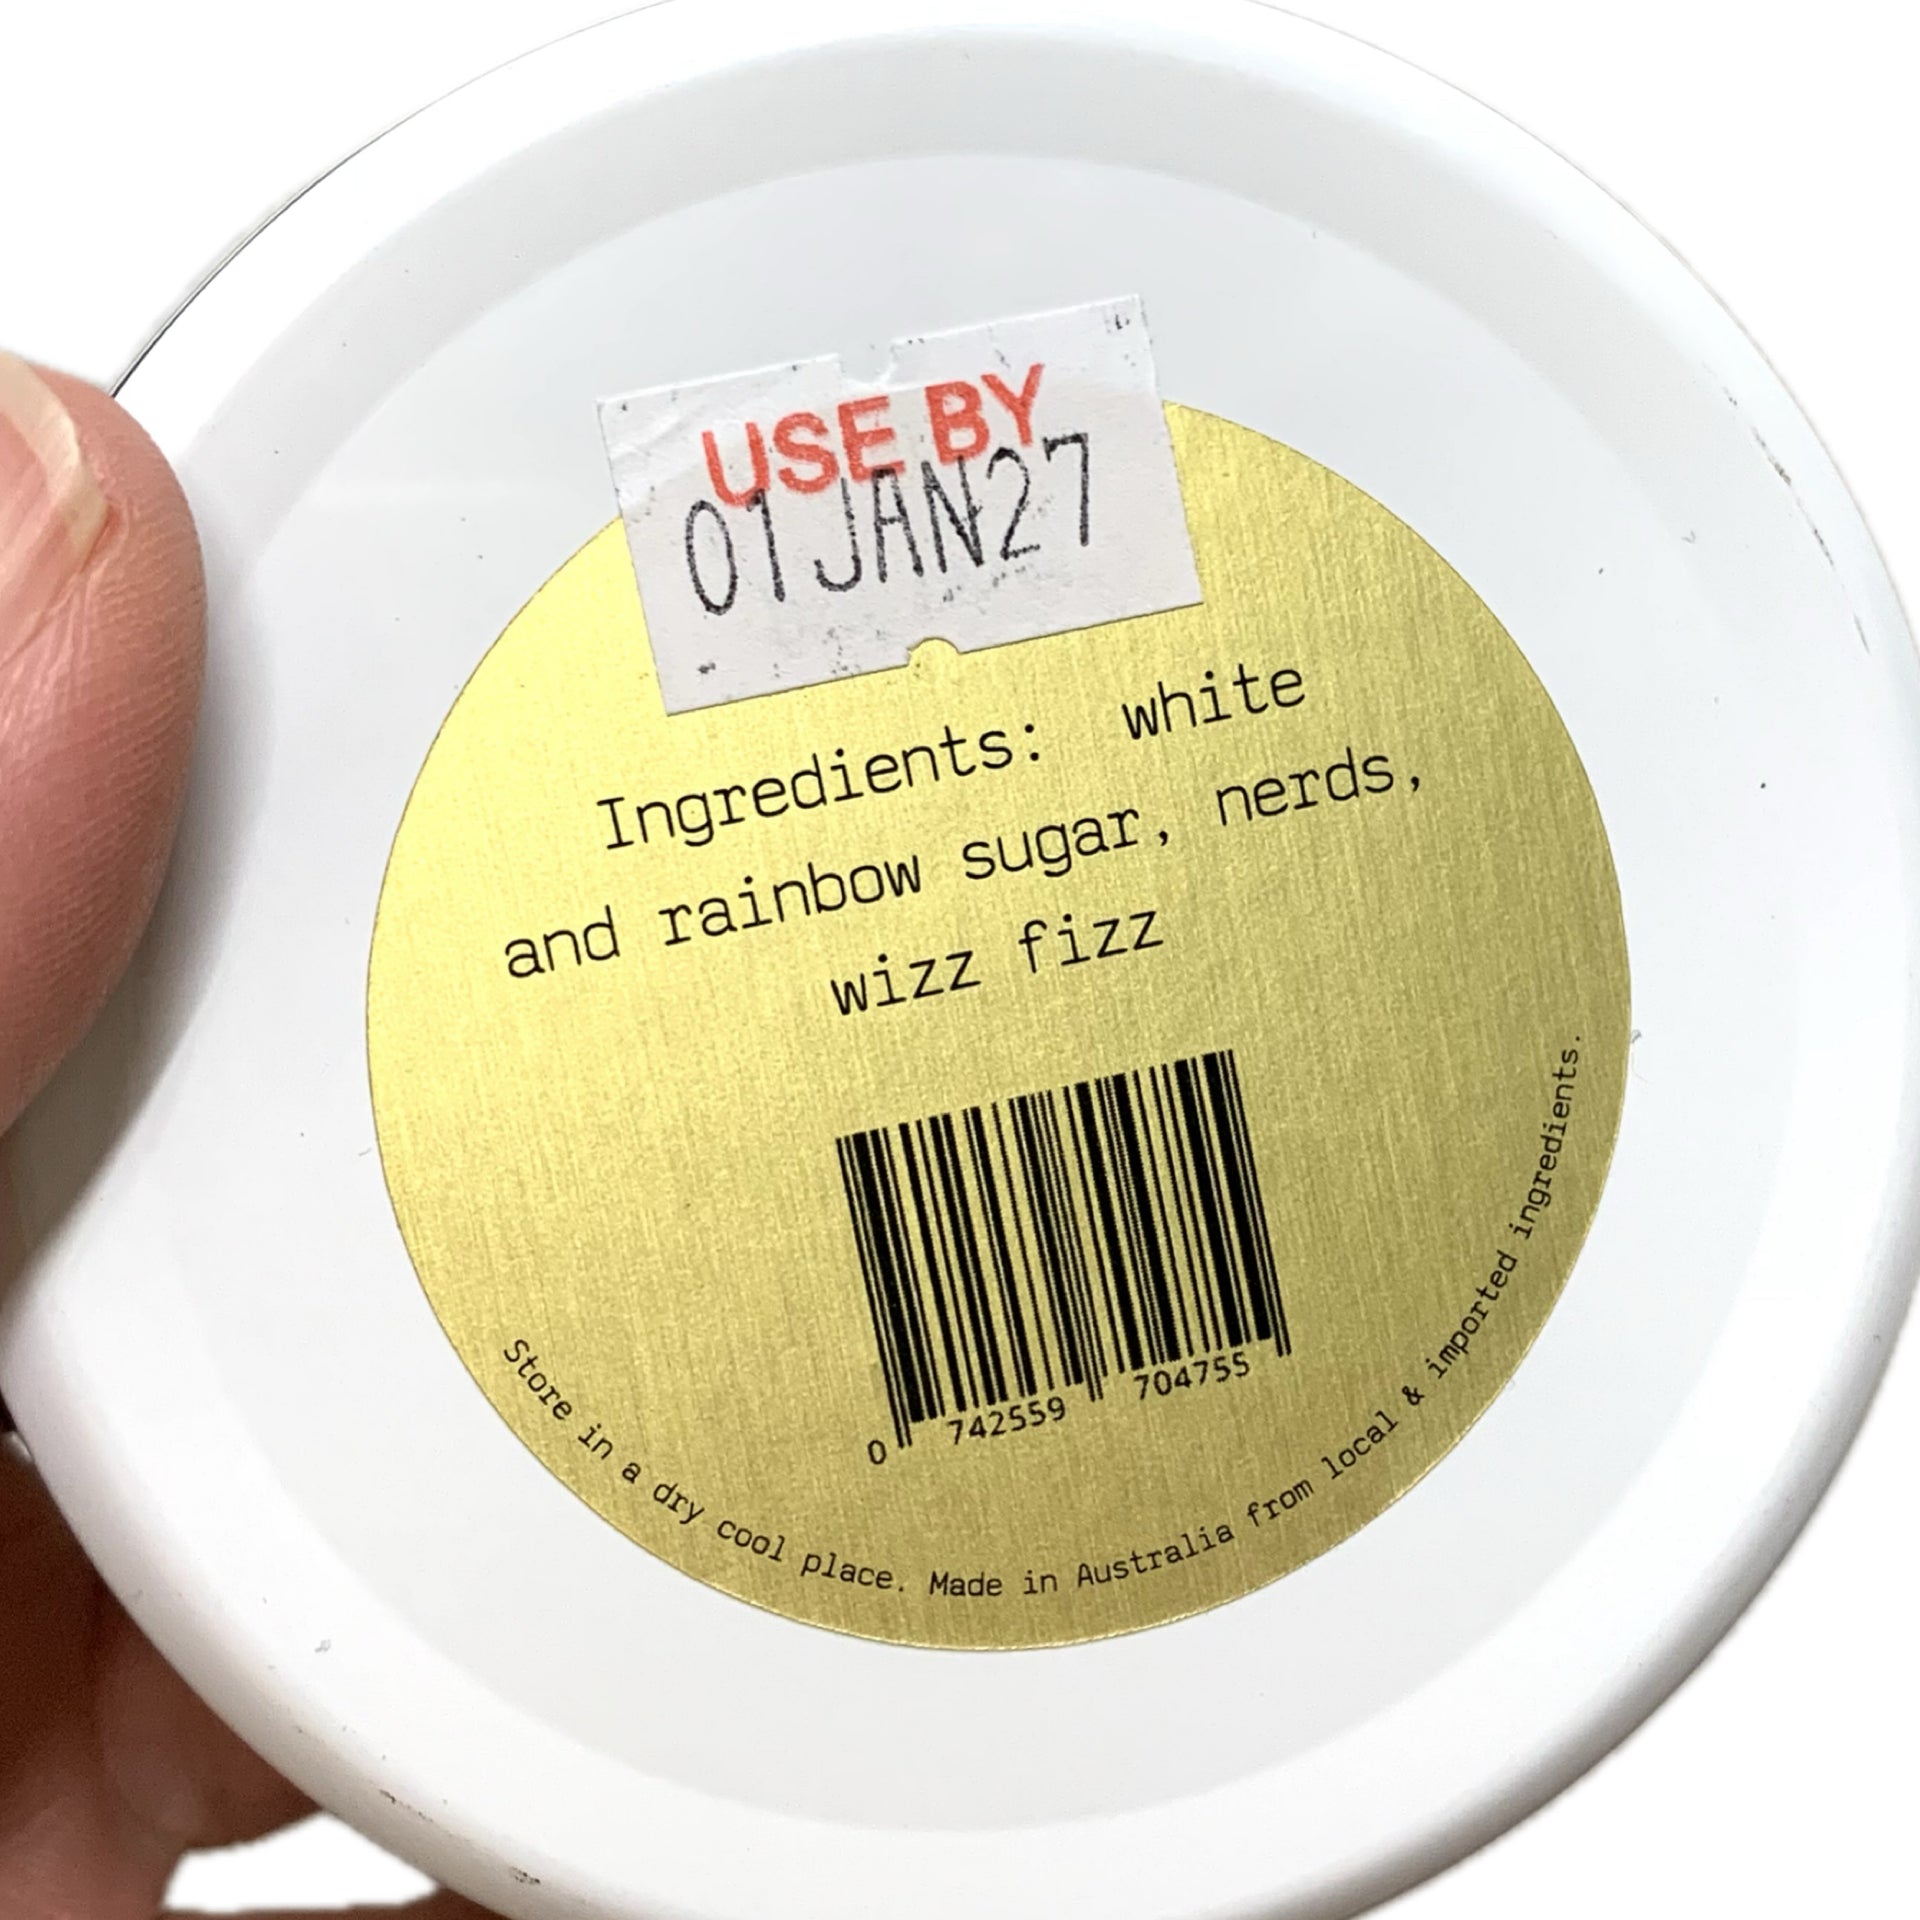 USE BY
01JAN27
Ingredients: white
and rainbow sugar, nerds,
wizz fizz
0 742559 704755
Store in a dry cool place. Made in Australia from local & imported ingredients.